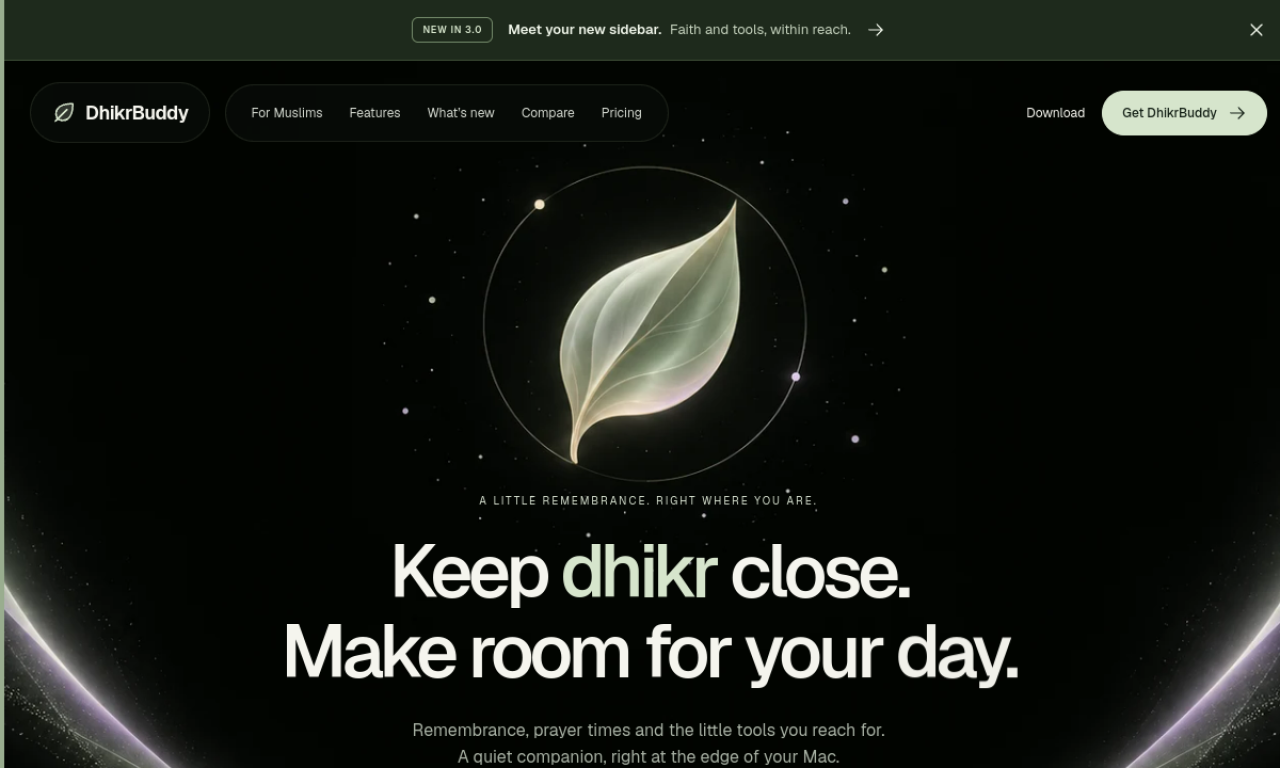 NEW IN 3.0 Meet your new sidebar. Faith and tools, within reach.
DhikrBuddy For Muslims Features What's new Compare Pricing Download Get DhikrBuddy
A LITTLE REMEMBRANCE. RIGHT WHERE YOU ARE.
Keep dhikr close.
Make room for your day.
Remembrance, prayer times and the little tools you reach for.
A quiet companion, right at the edge of your Mac.